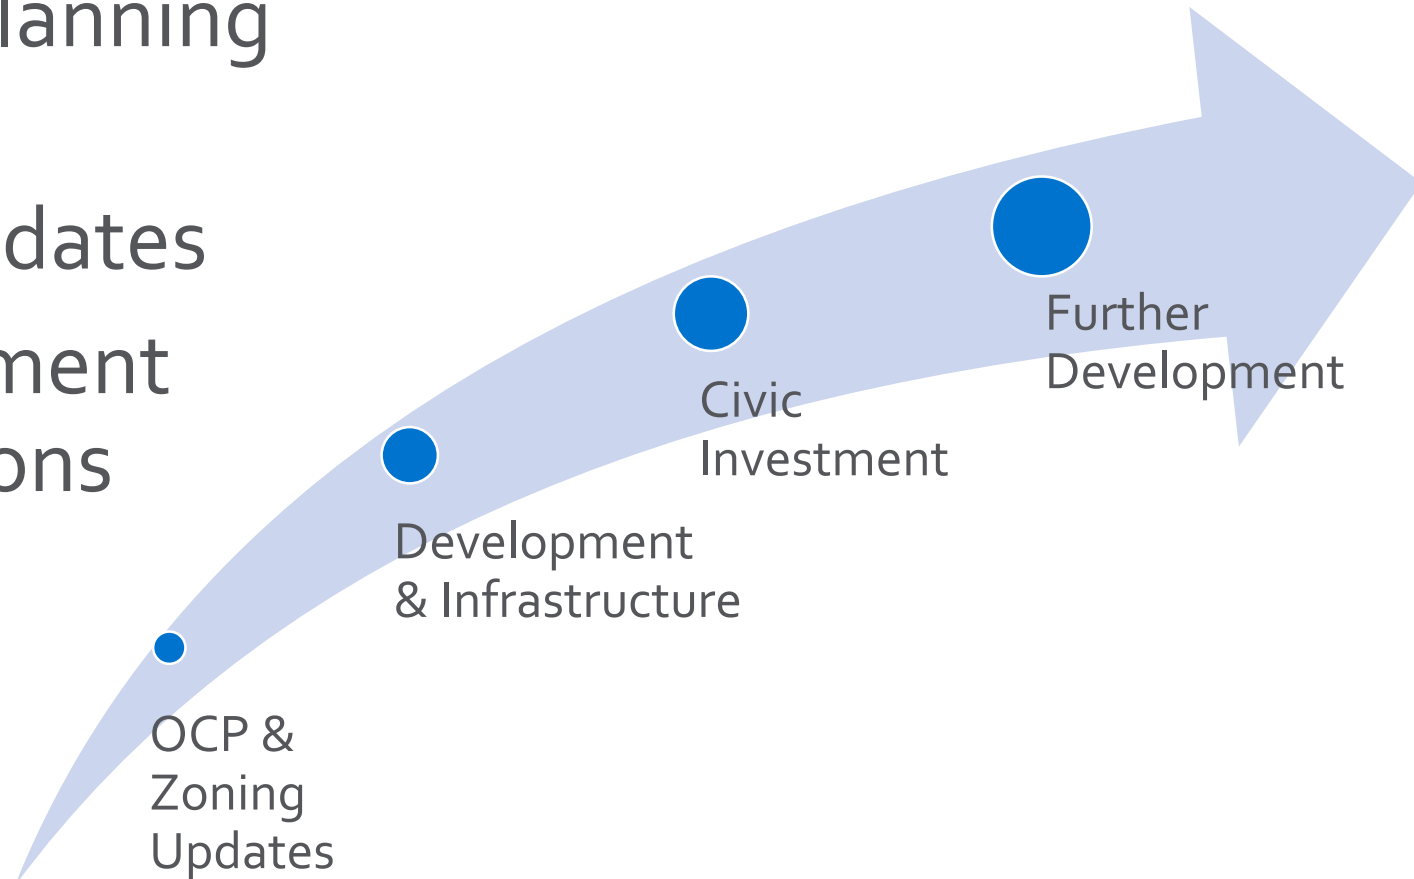 lanning
dates
ment
ons
Further
Development
Civic
Investment
Development
& Infrastructure
OCP &
Zoning
Updates